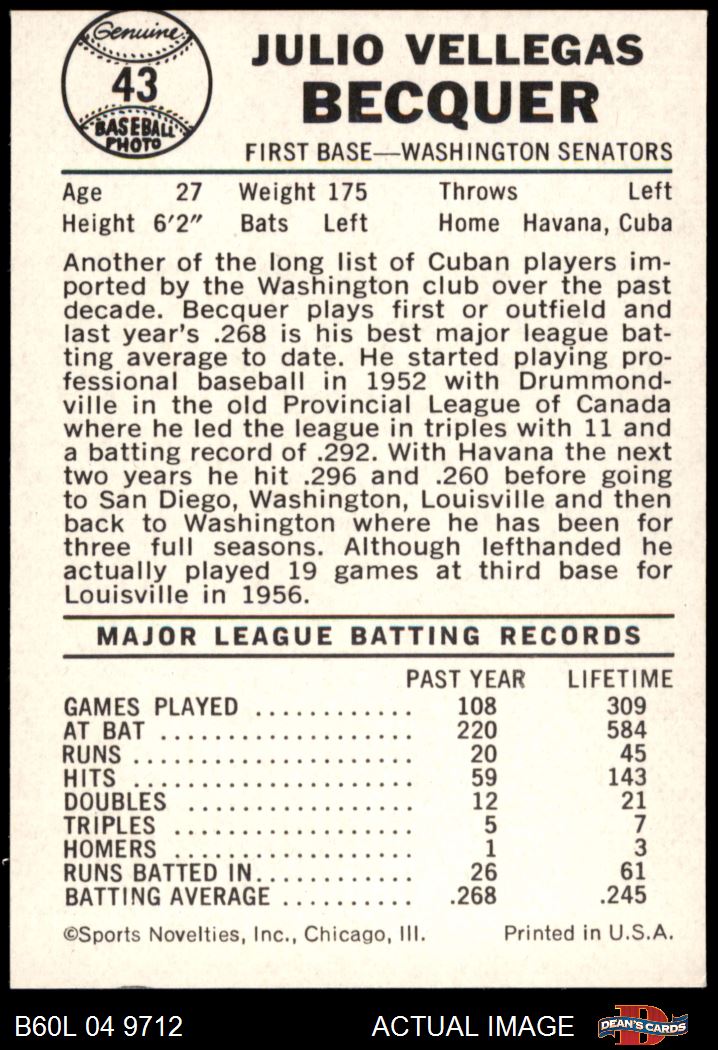 Genuine
43
BASEBALL
PHOTO
JULIO VELLEGAS
BECQUER
FIRST BASE—WASHINGTON SENATORS
Age 27 Weight 175 Throws Left
Height 6'2" Bats Left Home Havana, Cuba
Another of the long list of Cuban players im-
ported by the Washington club over the past
decade. Becquer plays first or outfield and
last year's .268 is his best major league bat-
ting average to date. He started playing pro-
fessional baseball in 1952 with Drummond-
ville in the old Provincial League of Canada
where he led the league in triples with 11 and
a batting record of .292. With Havana the next
two years he hit .296 and .260 before going
to San Diego, Washington, Louisville and then
back to Washington where he has been for
three full seasons. Although lefthanded he
actually played 19 games at third base for
Louisville in 1956.
MAJOR LEAGUE BATTING RECORDS
PAST YEAR LIFETIME
GAMES PLAYED ............ 108 309
AT BAT .................... 220 584
RUNS ...................... 20 45
HITS ...................... 59 143
DOUBLES .................. 12 21
TRIPLES ................... 5 7
HOMERS ................... 1 3
RUNS BATTED IN............ 26 61
BATTING AVERAGE .......... .268 .245
©Sports Novelties, Inc., Chicago, Ill. Printed in U.S.A.
B60L 04 9712 ACTUAL IMAGE D DEAN'S CARDS